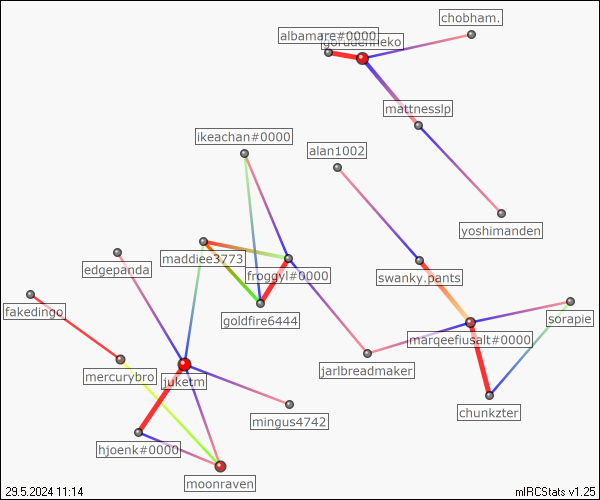 chobham.
albamare#0000
gorudenneko
mattnesslp
ikeachan#0000
alan1002
yoshimanden
maddiee3773
edgepanda
froggyl#0000
swanky.pants
fakedingo
goldfire6444
sorapie
marqeefiusalt#0000
jarlbreadmaker
mercurybro
juketm
chunkzter
mingus4742
hjoenk#0000
moonraven
29.5.2024 11:14
mIRCStats v1.25